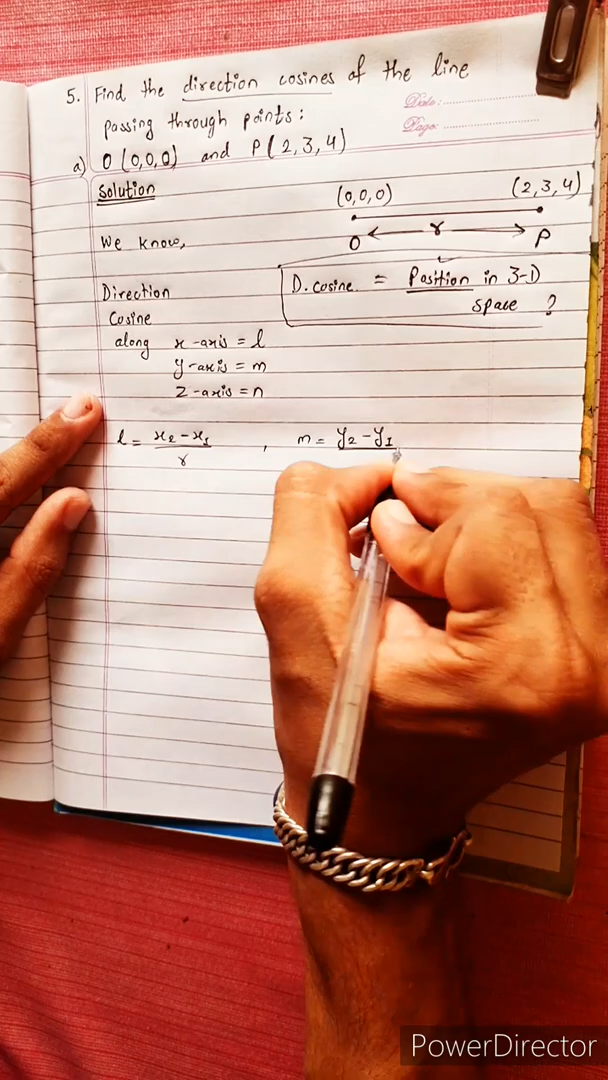 5. Find the direction cosines of the line
Date:
passing through points:
Page:
a) O (0,0,0) and P(2,3,4)
Solution
(0,0,0) (2,3,4)
O r P
We know,
D. cosine = Position in 3-D
space ?
Direction
Cosine
along x-axis = l
y-axis = m
z-axis = n
l = x2 - x1 / r , m = y2 - y1
PowerDirector